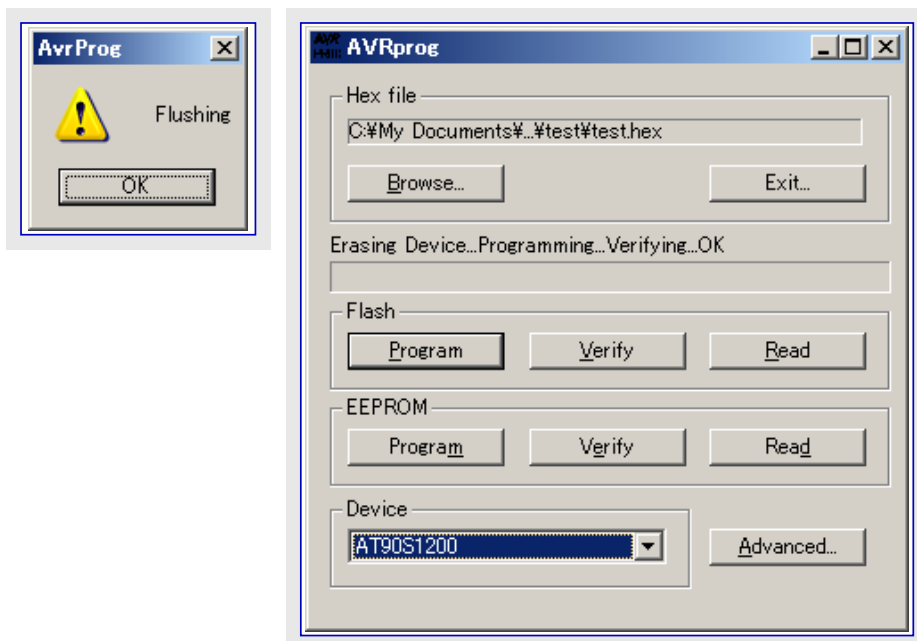 AvrProg
Flushing
OK
AVRprog
Hex file
C:¥My Documents¥...¥test¥test.hex
Browse... Exit...
Erasing Device...Programming...Verifying...OK
Flash
Program Verify Read
EEPROM
Program Verify Read
Device
AT90S1200 Advanced...